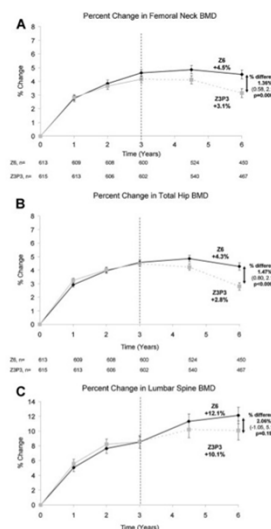 A
Percent Change in Femoral Neck BMD
% Change
7
6
5
4
3
2
1
0
Z6
+4.5%
Z3P3
+3.1%
% differe
p=0.00
0 1 2 3 4 5 6
Time (Years)
Z6, n= 613 609 608 600 524 450
Z3P3, n= 615 613 606 602 540 467
B
Percent Change in Total Hip BMD
% Change
7
6
5
4
3
2
1
0
Z6
+4.3%
Z3P3
+2.8%
% differe
1.47%
p=0.00
0 1 2 3 4 5 6
Time (Years)
Z6, n= 613 609 608 600 524 450
Z3P3, n= 615 613 606 602 540 467
C
Percent Change in Lumbar Spine BMD
% Change
14
12
10
8
6
4
2
0
Z6
+12.1%
Z3P3
+10.1%
% differe
2.06%
0 1 2 3 4 5 6
Time (Years)